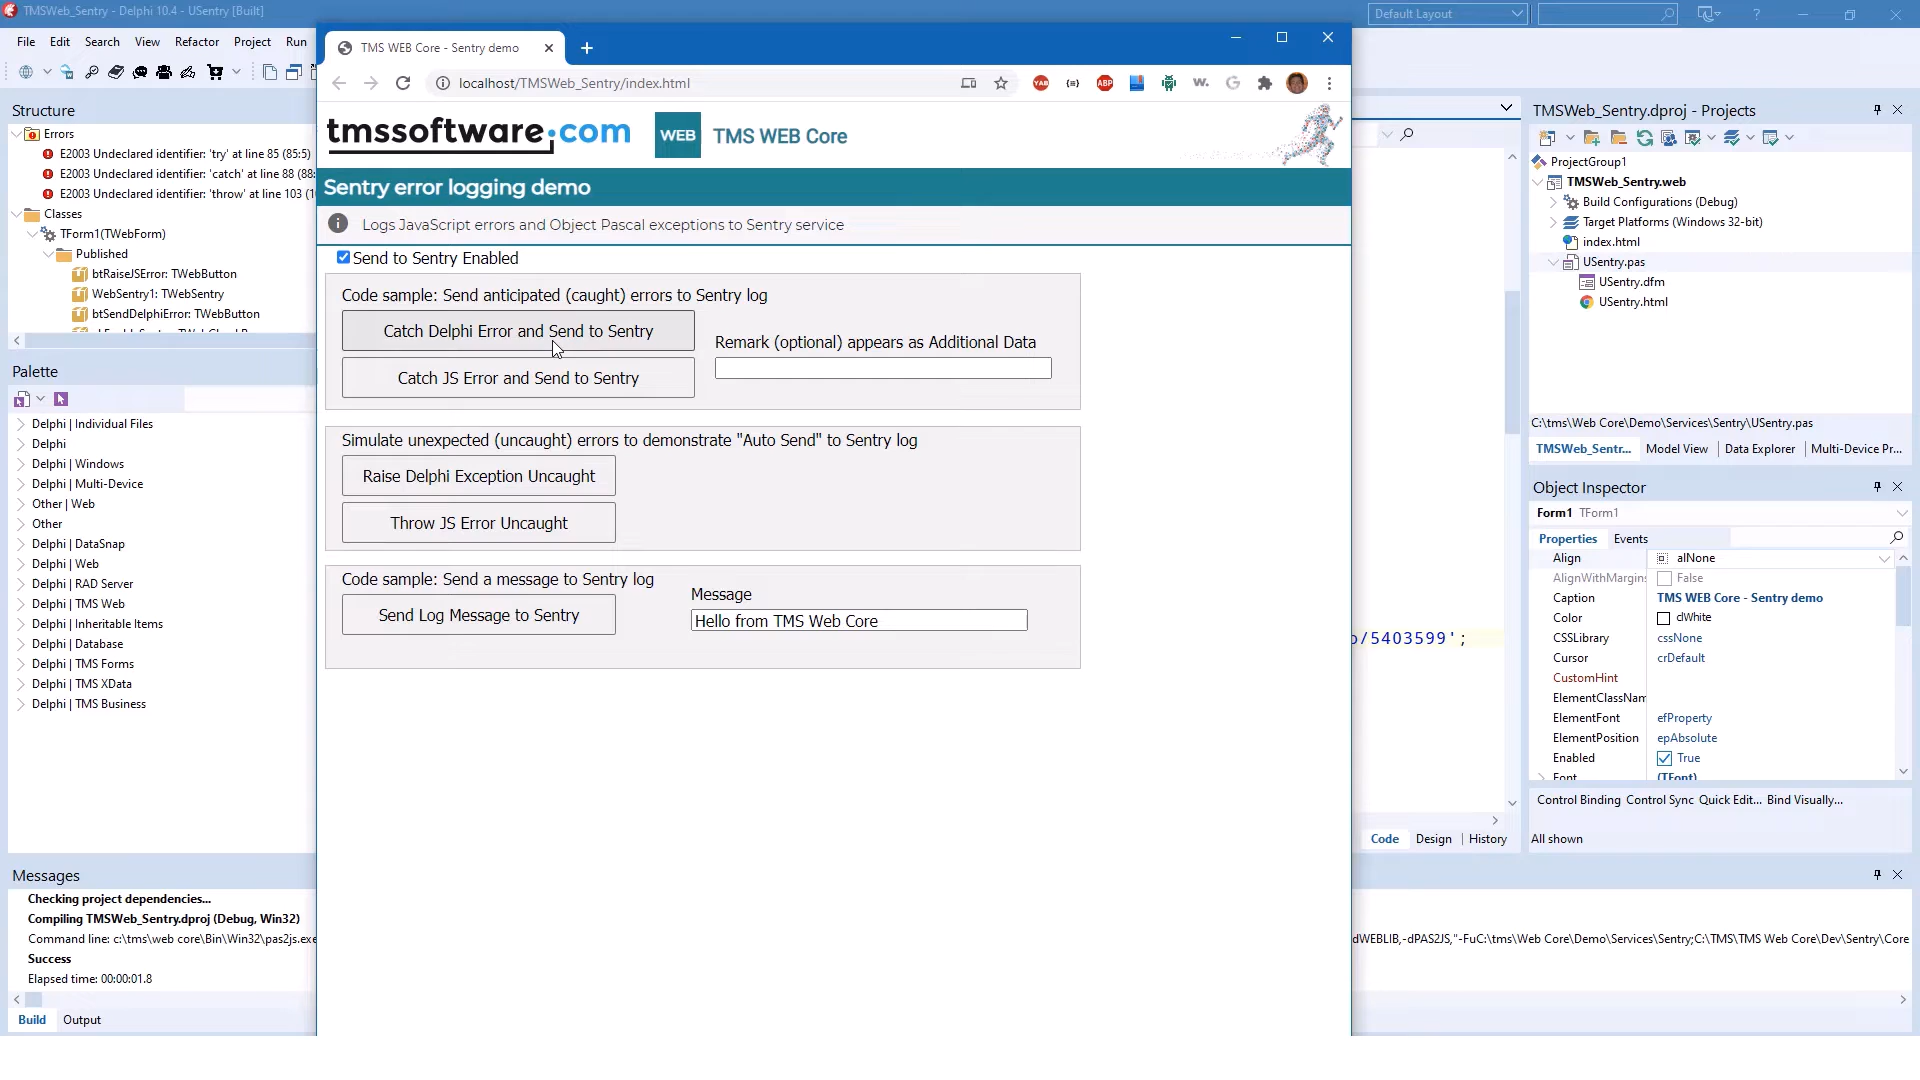 TMSWeb_Sentry - Delphi 10.4 - USentry [Built]
Default Layout
File Edit Search View Refactor Project Run
TMS WEB Core - Sentry demo
localhost/TMSWeb_Sentry/index.html
tmssoftware.com WEB TMS WEB Core
Sentry error logging demo
Logs JavaScript errors and Object Pascal exceptions to Sentry service
Send to Sentry Enabled
Code sample: Send anticipated (caught) errors to Sentry log
Catch Delphi Error and Send to Sentry
Remark (optional) appears as Additional Data
Catch JS Error and Send to Sentry
Simulate unexpected (uncaught) errors to demonstrate "Auto Send" to Sentry log
Raise Delphi Exception Uncaught
Throw JS Error Uncaught
Code sample: Send a message to Sentry log
Message
Send Log Message to Sentry
Hello from TMS Web Core
Structure
Errors
E2003 Undeclared identifier: 'try' at line 85 (85:5)
E2003 Undeclared identifier: 'catch' at line 88 (88:
E2003 Undeclared identifier: 'throw' at line 103 (1
Classes
TForm1(TWebForm)
Published
btRaiseJSError: TWebButton
WebSentry1: TWebSentry
btSendDelphiError: TWebButton
Palette
Delphi | Individual Files
Delphi
Delphi | Windows
Delphi | Multi-Device
Other | Web
Other
Delphi | DataSnap
Delphi | Web
Delphi | RAD Server
Delphi | TMS Web
Delphi | Inheritable Items
Delphi | Database
Delphi | TMS Forms
Delphi | TMS XData
Delphi | TMS Business
o/5403599';
Code Design History
TMSWeb_Sentry.dproj - Projects
ProjectGroup1
TMSWeb_Sentry.web
Build Configurations (Debug)
Target Platforms (Windows 32-bit)
index.html
USentry.pas
USentry.dfm
USentry.html
C:\tms\Web Core\Demo\Services\Sentry\USentry.pas
TMSWeb_Sentr... Model View Data Explorer Multi-Device Pr...
Object Inspector
Form1 TForm1
Properties Events
Align alNone
AlignWithMargins False
Caption TMS WEB Core - Sentry demo
Color clWhite
CSSLibrary cssNone
Cursor crDefault
CustomHint
ElementClassNam
ElementFont efProperty
ElementPosition epAbsolute
Enabled True
Font (TFont)
Control Binding Control Sync Quick Edit... Bind Visually...
All shown
Messages
Checking project dependencies...
Compiling TMSWeb_Sentry.dproj (Debug, Win32)
Command line: c:\tms\web core\Bin\Win32\pas2js.exe
dWEBLIB,-dPAS2JS,"-FuC:\tms\Web Core\Demo\Services\Sentry;C:\TMS\TMS Web Core\Dev\Sentry\Core
Success
Elapsed time: 00:00:01.8
Build Output